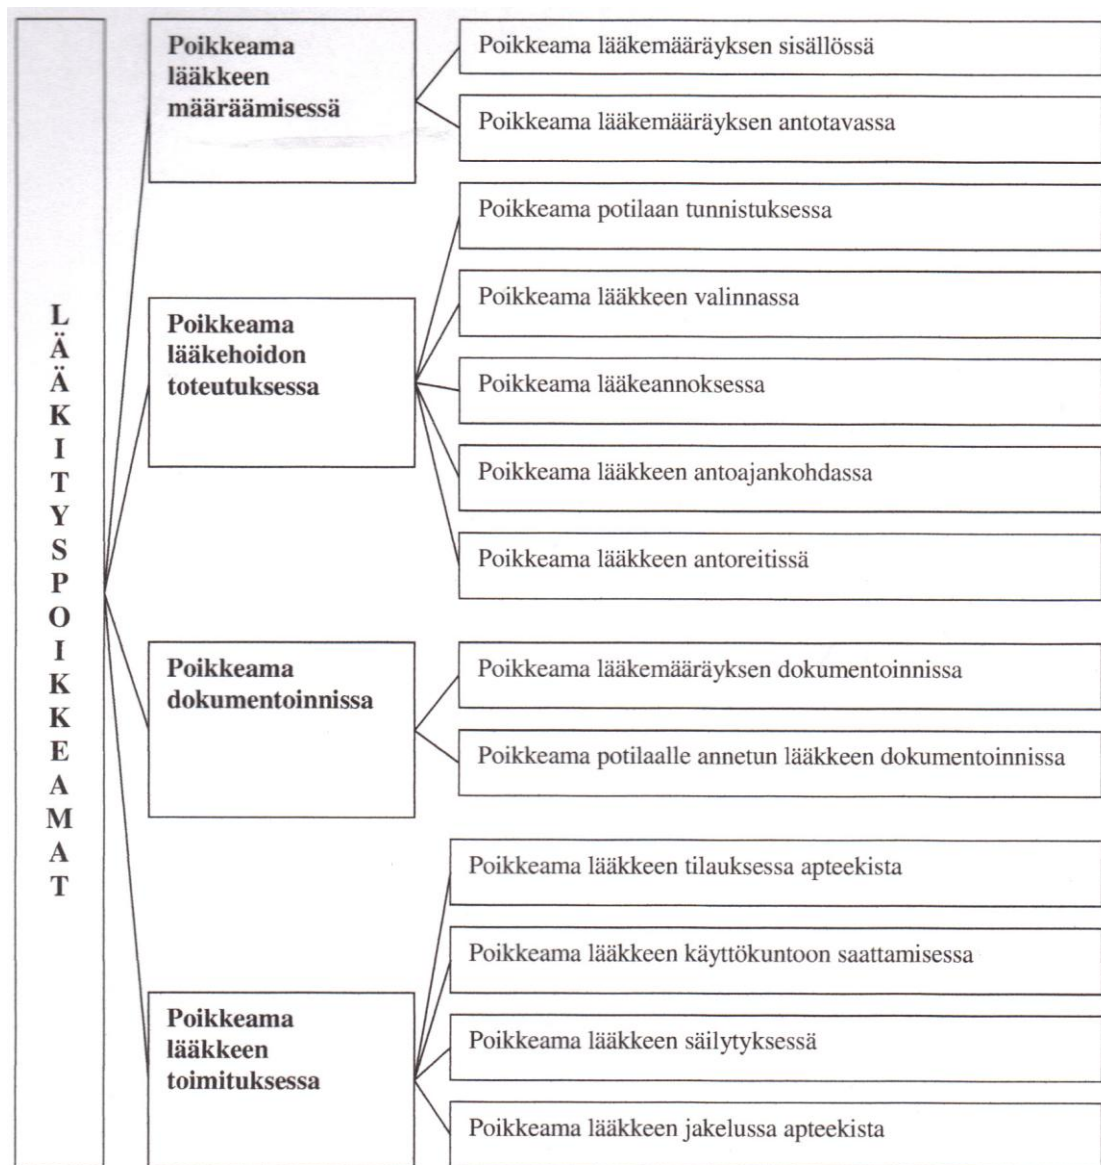 LÄÄKITYSPOIKKEAMAT
Poikkeama
lääkkeen
määräämisessä
Poikkeama lääkemääräyksen sisällössä
Poikkeama lääkemääräyksen antotavassa
Poikkeama
lääkehoidon
toteutuksessa
Poikkeama potilaan tunnistuksessa
Poikkeama lääkkeen valinnassa
Poikkeama lääkeannoksessa
Poikkeama lääkkeen antoajankohdassa
Poikkeama lääkkeen antoreitissä
Poikkeama
dokumentoinnissa
Poikkeama lääkemääräyksen dokumentoinnissa
Poikkeama potilaalle annetun lääkkeen dokumentoinnissa
Poikkeama
lääkkeen
toimituksessa
Poikkeama lääkkeen tilauksessa apteekista
Poikkeama lääkkeen käyttökuntoon saattamisessa
Poikkeama lääkkeen säilytyksessä
Poikkeama lääkkeen jakelussa apteekista